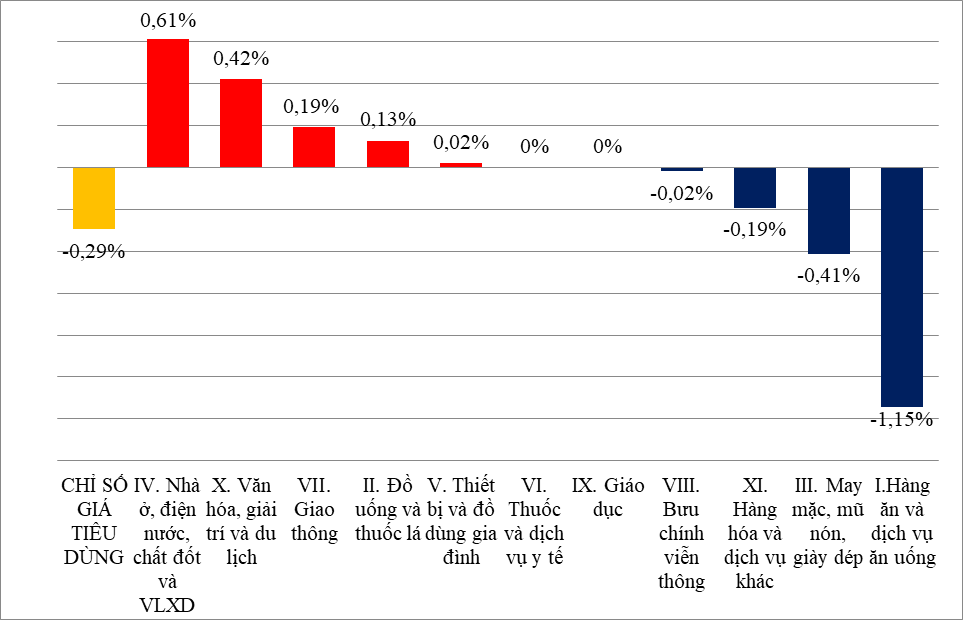 0,61%
0,42%
0,19%
0,13%
0,02%
0%
0%
-0,02%
-0,19%
-0,29%
-0,41%
-1,15%
CHỈ SỐ
GIÁ
TIÊU
DÙNG
IV. Nhà
ở, điện
nước,
chất đốt
và
VLXD
X. Văn
hóa, giải
trí và du
lịch
VII.
Giao
thông
II. Đồ
uống và
thuốc lá
V. Thiết
bị và đồ
dùng gia
đình
VI.
Thuốc
và dịch
vụ y tế
IX. Giáo
dục
VIII.
Bưu
chính
viễn
thông
XI.
Hàng
hóa và
dịch vụ
khác
III. May
mặc, mũ
nón,
giày dép
I.Hàng
ăn và
dịch vụ
ăn uống